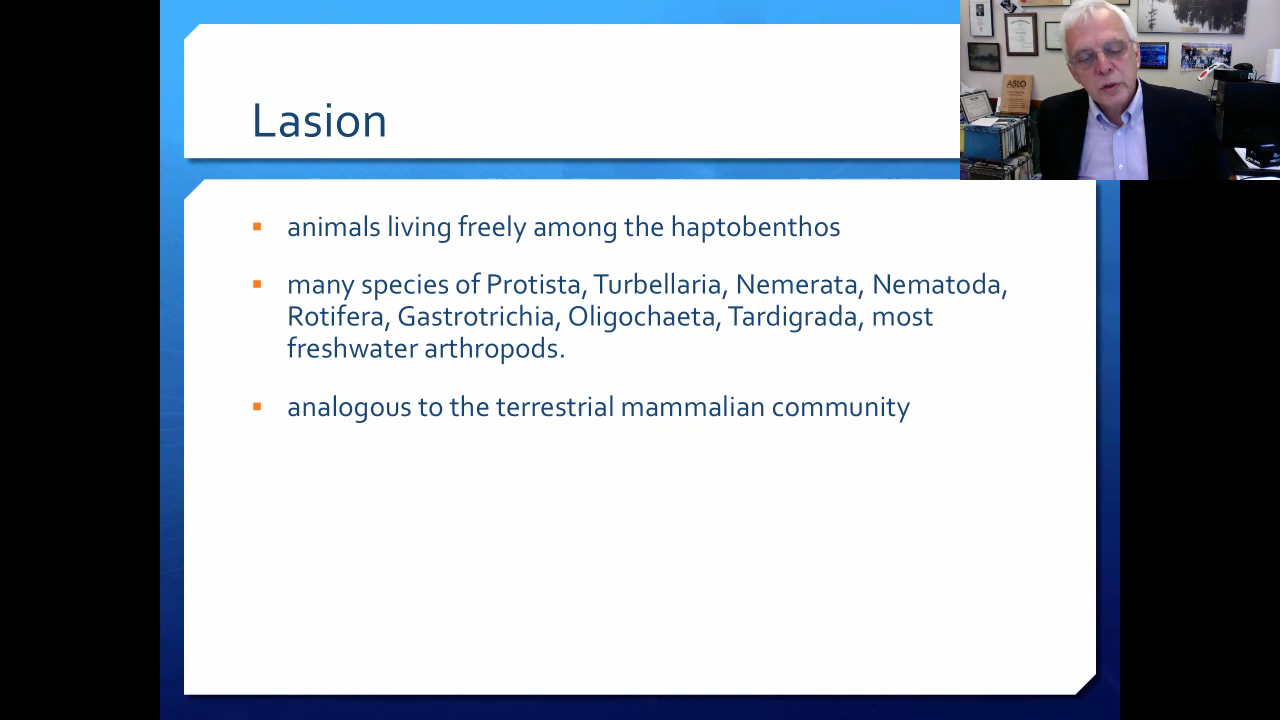 Lasion
ASLO
▪ animals living freely among the haptobenthos
▪ many species of Protista, Turbellaria, Nemerata, Nematoda,
Rotifera, Gastrotrichia, Oligochaeta, Tardigrada, most
freshwater arthropods.
▪ analogous to the terrestrial mammalian community